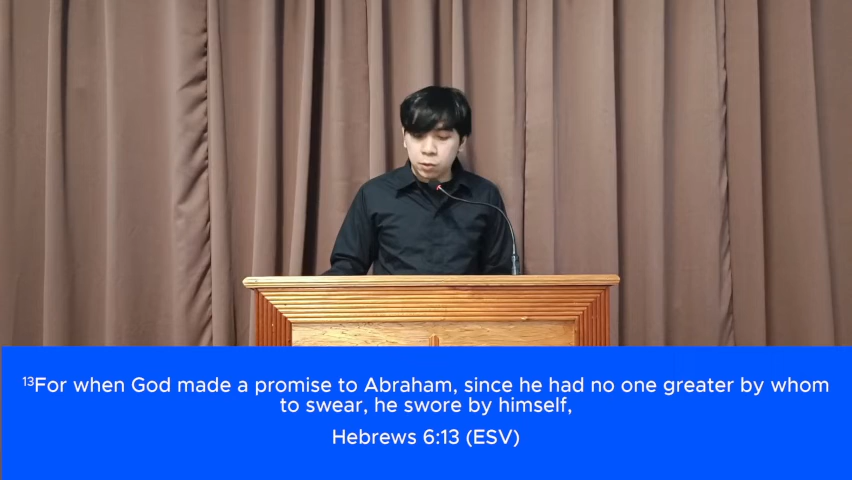 ¹³For when God made a promise to Abraham, since he had no one greater by whom
to swear, he swore by himself,
Hebrews 6:13 (ESV)